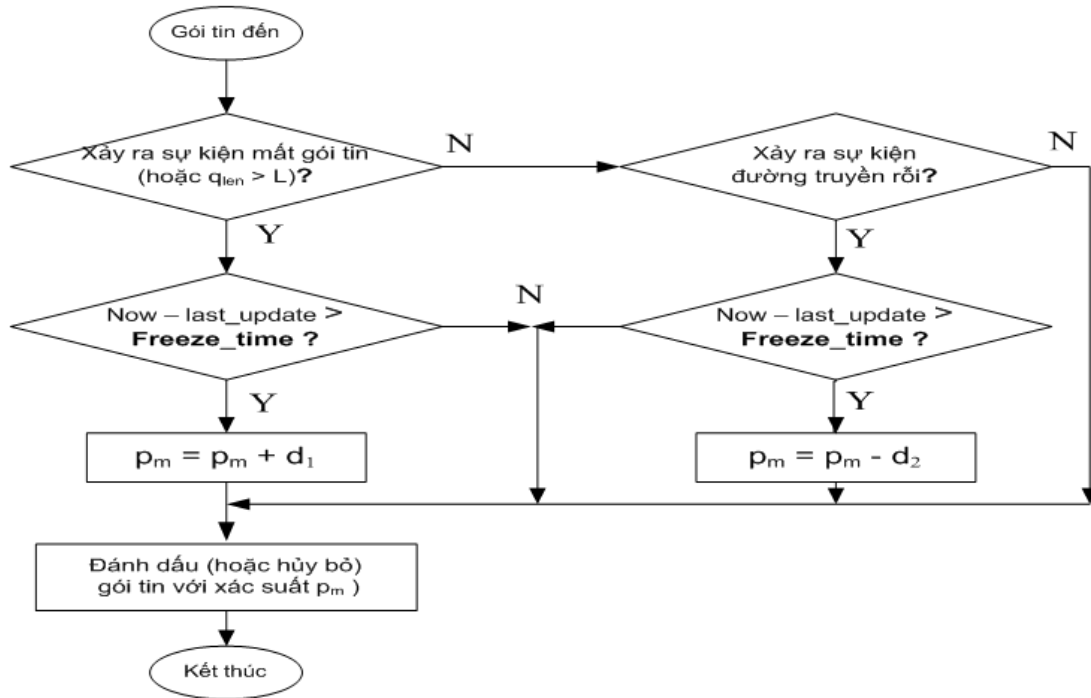 Gói tin đến
Xảy ra sự kiện mất gói tin
(hoặc qlen > L)?
N
Xảy ra sự kiện
đường truyền rỗi?
N
Y
Y
Now – last_update >
Freeze_time ?
N
Now – last_update >
Freeze_time ?
Y
Y
pm = pm + d1
pm = pm - d2
Đánh dấu (hoặc hủy bỏ)
gói tin với xác suất pm )
Kết thúc